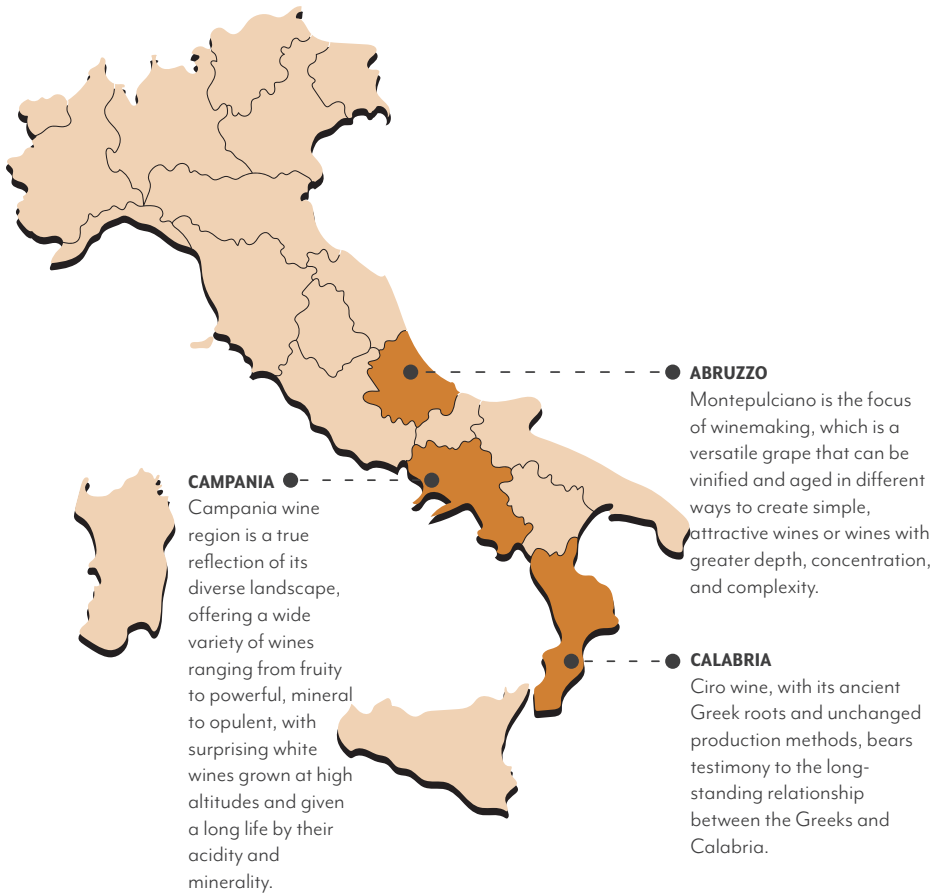 ABRUZZO
Montepulciano is the focus
of winemaking, which is a
versatile grape that can be
vinified and aged in different
ways to create simple,
attractive wines or wines with
greater depth, concentration,
and complexity.
CAMPANIA
Campania wine
region is a true
reflection of its
diverse landscape,
offering a wide
variety of wines
ranging from fruity
to powerful, mineral
to opulent, with
surprising white
wines grown at high
altitudes and given
a long life by their
acidity and
minerality.
CALABRIA
Ciro wine, with its ancient
Greek roots and unchanged
production methods, bears
testimony to the long-
standing relationship
between the Greeks and
Calabria.